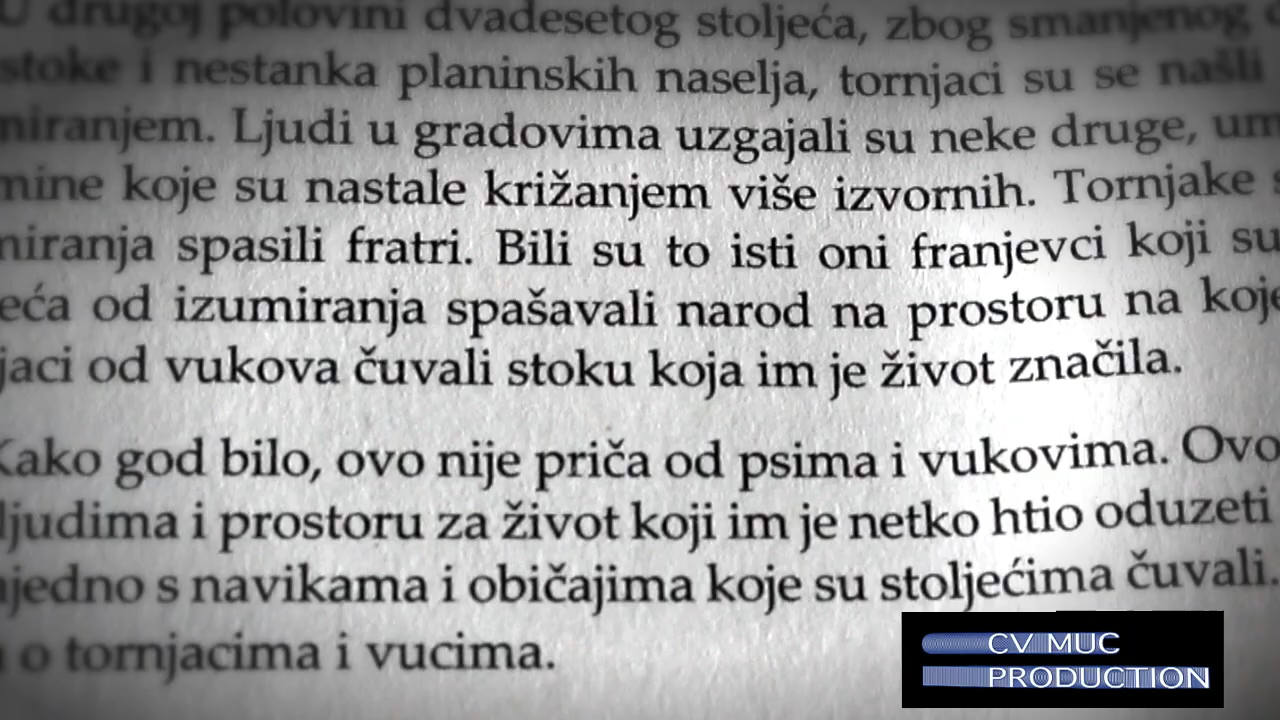 U drugoj polovini dvadesetog stoljeća, zbog smanjenog
stoke i nestanka planinskih naselja, tornjaci su se našli
miranjem. Ljudi u gradovima uzgajali su neke druge, um
mine koje su nastale križanjem više izvornih. Tornjake s
miranja spasili fratri. Bili su to isti oni franjevci koji su
eća od izumiranja spašavali narod na prostoru na koje
jaci od vukova čuvali stoku koja im je život značila.
Kako god bilo, ovo nije priča od psima i vukovima. Ovo
ljudima i prostoru za život koji im je netko htio oduzeti
ajedno s navikama i običajima koje su stoljećima čuvali.
o tornjacima i vucima.
CV MUC
PRODUCTION